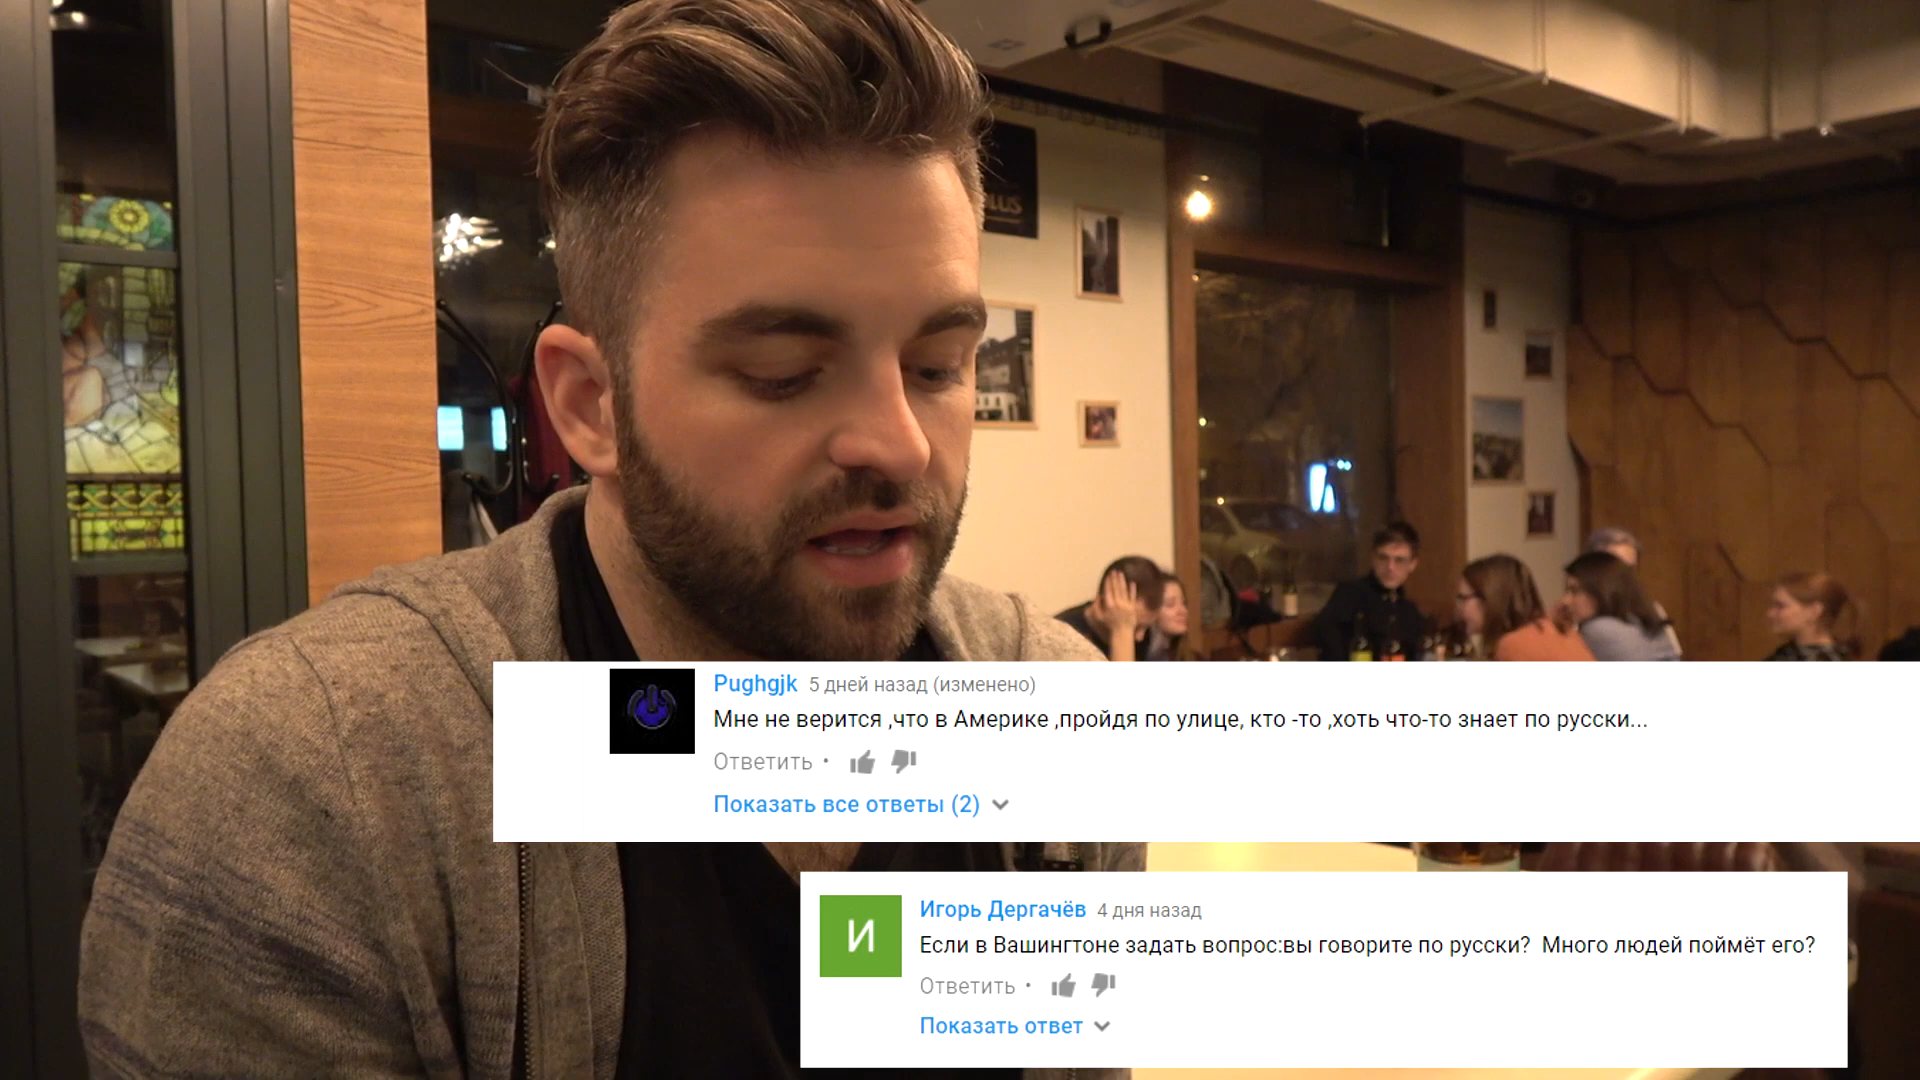 Pughgjk 5 дней назад (изменено)
Мне не верится ,что в Америке ,пройдя по улице, кто -то ,хоть что-то знает по русски...
Ответить •
Показать все ответы (2)
И
Игорь Дергачёв 4 дня назад
Если в Вашингтоне задать вопрос:вы говорите по русски? Много людей поймёт его?
Ответить •
Показать ответ